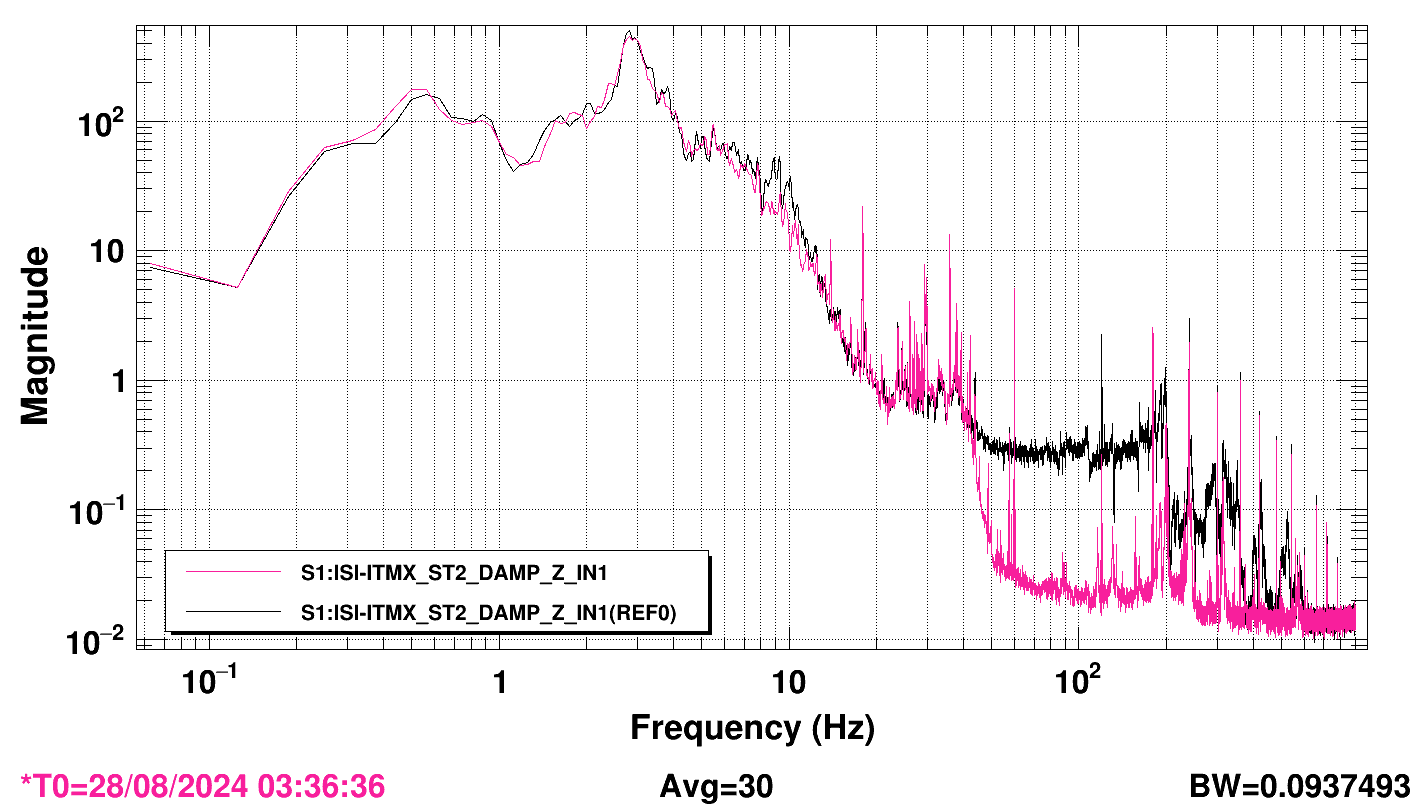 Magnitude
10²
10
1
10⁻¹
10⁻²
S1:ISI-ITMX_ST2_DAMP_Z_IN1
S1:ISI-ITMX_ST2_DAMP_Z_IN1(REF0)
10⁻¹ 1 10 10²
Frequency (Hz)
*T0=28/08/2024 03:36:36 Avg=30 BW=0.0937493